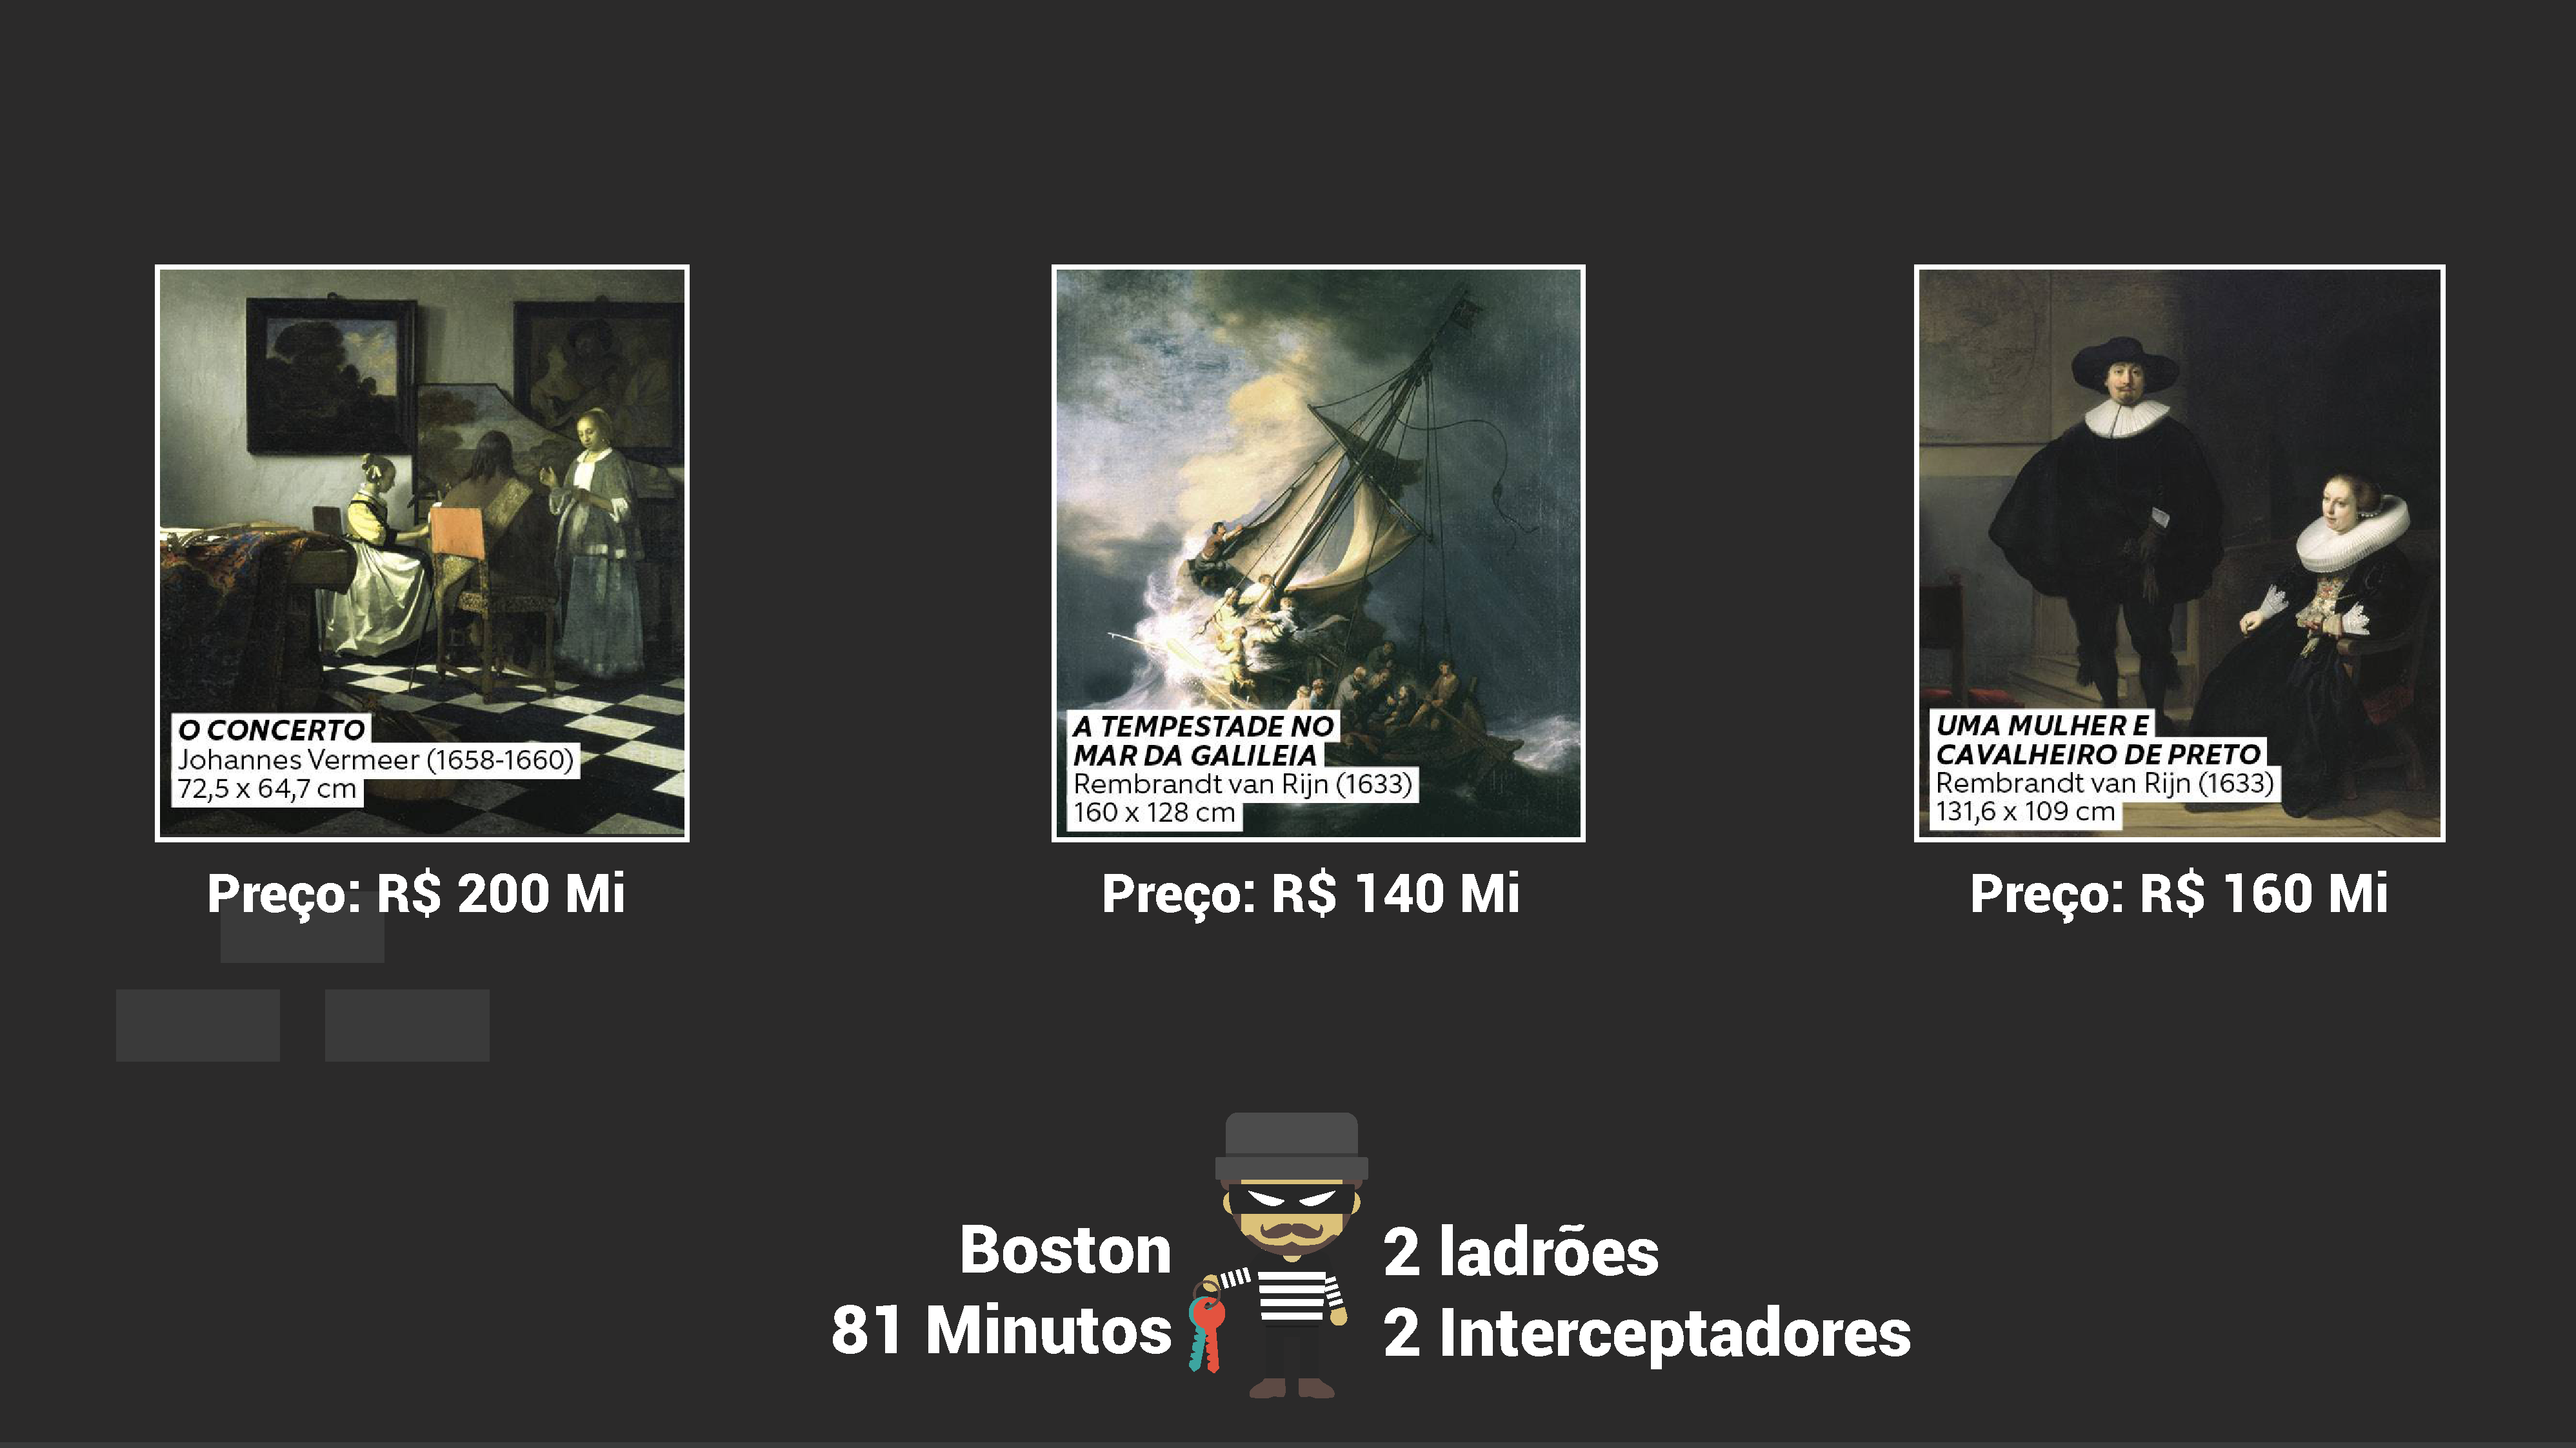 O CONCERTO
Johannes Vermeer (1658-1660)
72,5 x 64,7 cm
Preço: R$ 200 Mi
A TEMPESTADE NO
MAR DA GALILEIA
Rembrandt van Rijn (1633)
160 x 128 cm
Preço: R$ 140 Mi
UMA MULHER E
CAVALHEIRO DE PRETO
Rembrandt van Rijn (1633)
131,6 x 109 cm
Preço: R$ 160 Mi
Boston
81 Minutos
2 ladrões
2 Interceptadores